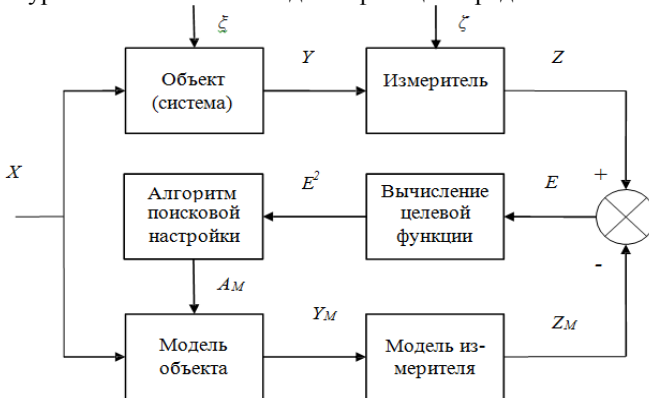 ξ
ζ
Y
Z
Объект
(система)
Измеритель
X
+
E²
E
Алгоритм
поисковой
настройки
Вычисление
целевой
функции
-
A_M
Y_M
Z_M
Модель
объекта
Модель из-
мерителя